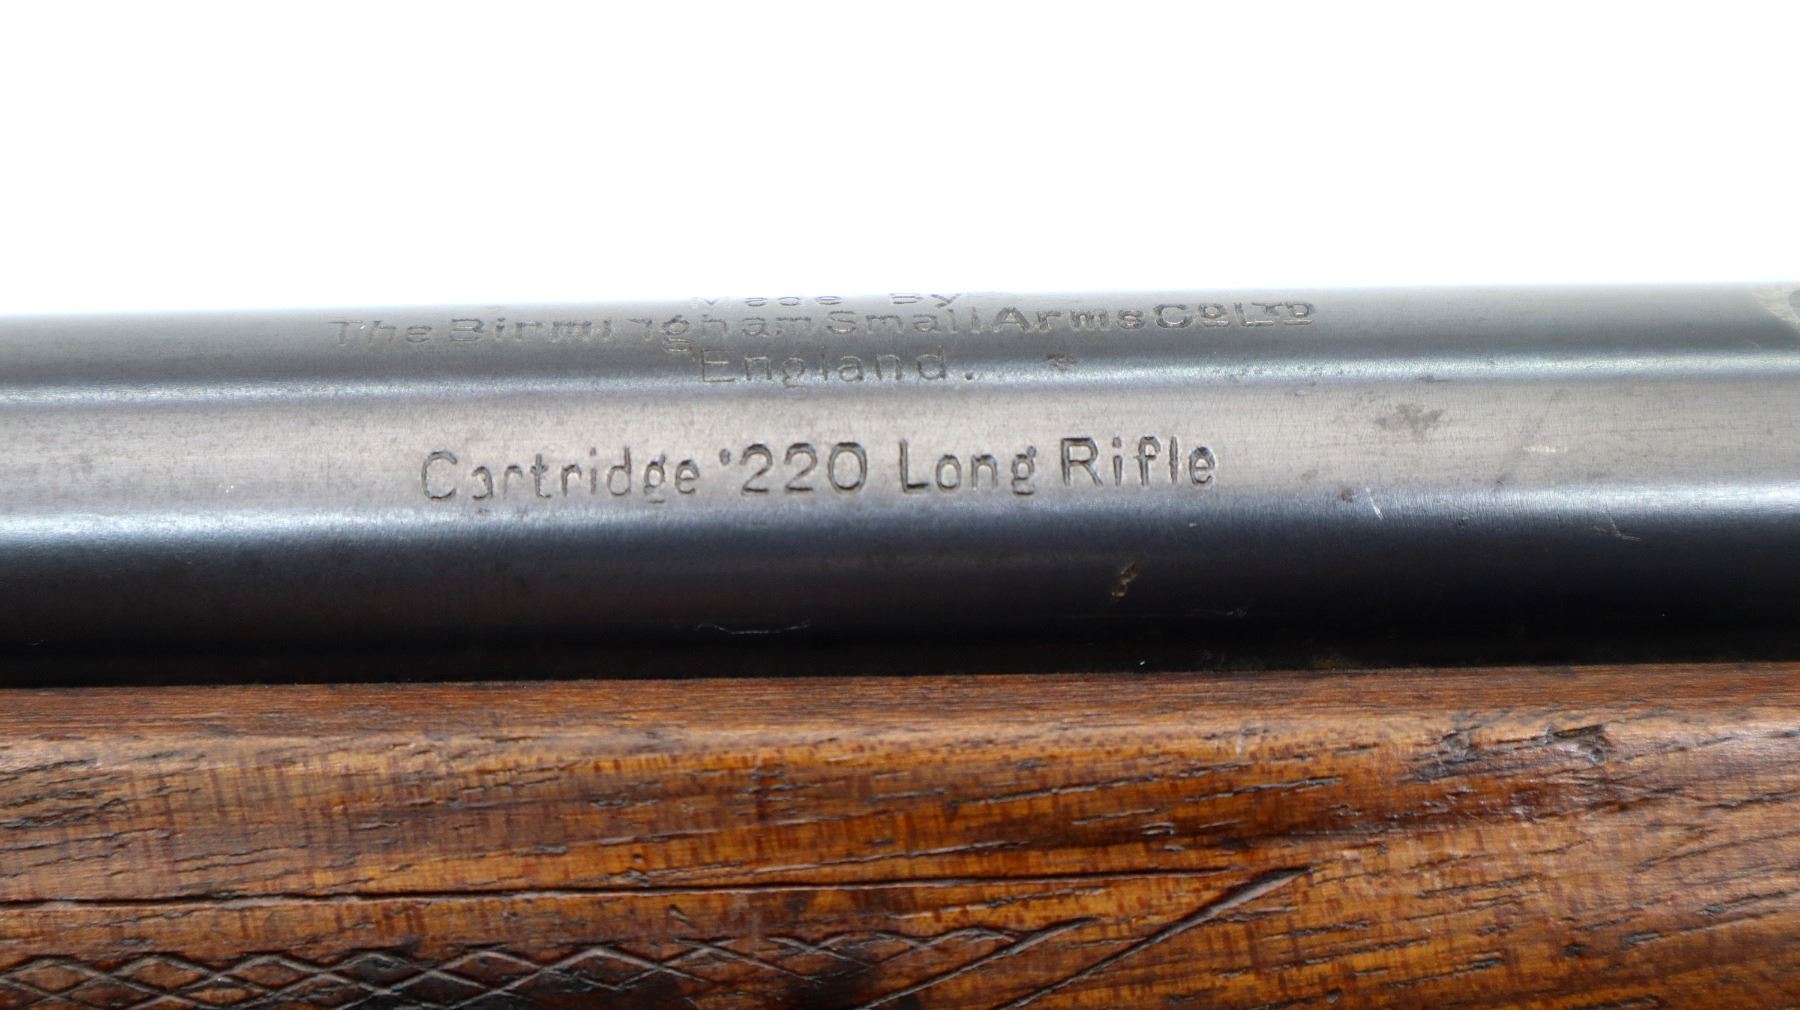 Made By
The Birmingham Small Arms Co LTD
England.
Cartridge ·220 Long Rifle